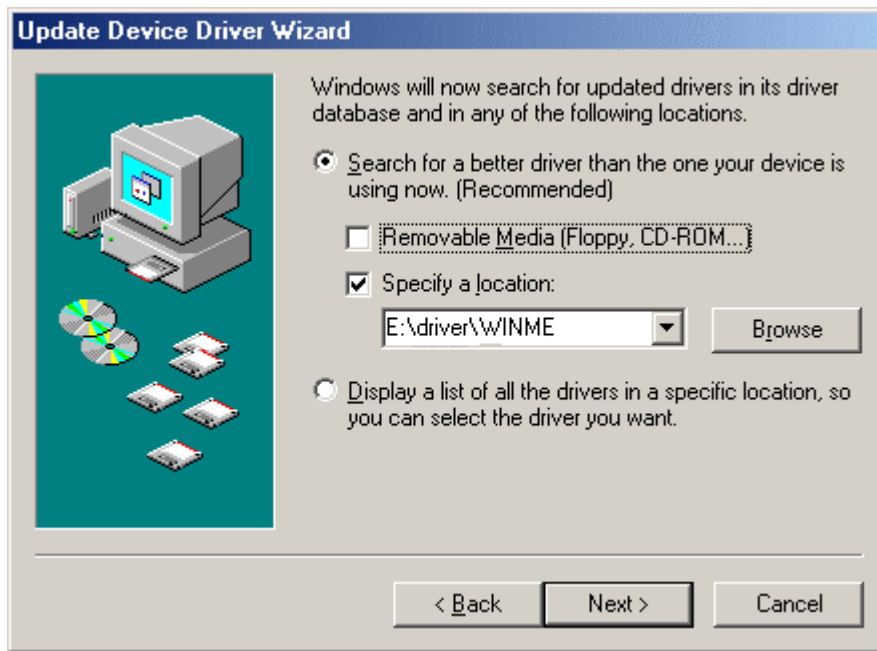 Update Device Driver Wizard
Windows will now search for updated drivers in its driver
database and in any of the following locations.
Search for a better driver than the one your device is
using now. (Recommended)
Removable Media (Floppy, CD-ROM...)
Specify a location:
E:\driver\WINME
Browse
Display a list of all the drivers in a specific location, so
you can select the driver you want.
< Back
Next >
Cancel